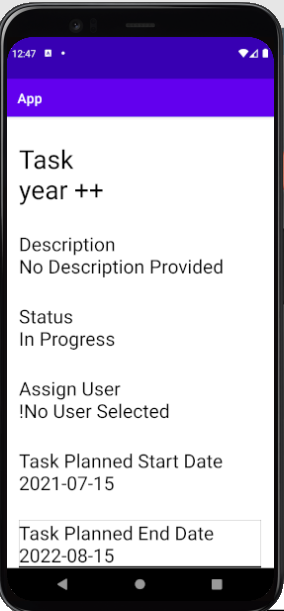 12:47
App
Task
year ++
Description
No Description Provided
Status
In Progress
Assign User
!No User Selected
Task Planned Start Date
2021-07-15
Task Planned End Date
2022-08-15